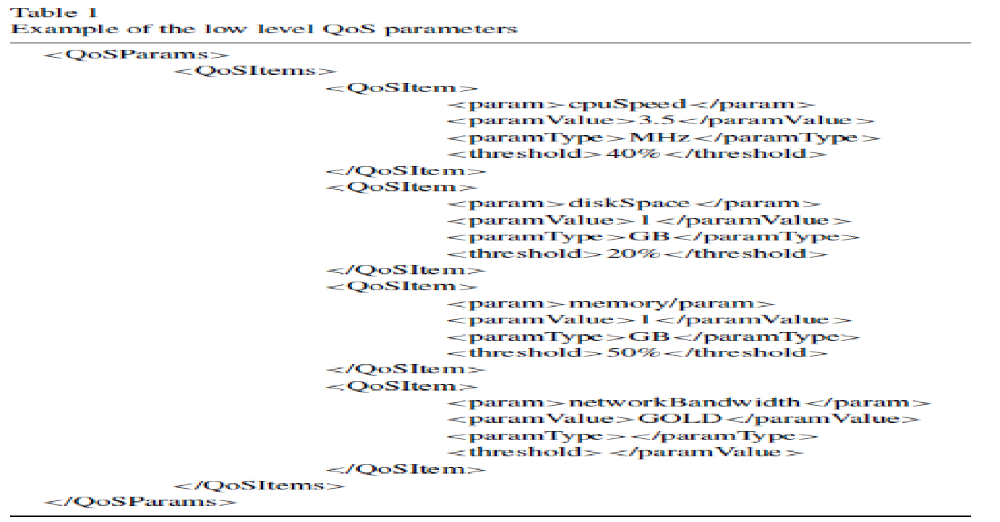 Table 1
Example of the low level QoS parameters
<QoSParams>
<QoSItems>
<QoSItem>
<param>cpuSpeed</param>
<paramValue>3.5</paramValue>
<paramType>MHz</paramType>
<threshold>40%</threshold>
</QoSItem>
<QoSItem>
<param>diskSpace</param>
<paramValue>1</paramValue>
<paramType>GB</paramType>
<threshold>20%</threshold>
</QoSItem>
<QoSItem>
<param>memory/param>
<paramValue>1</paramValue>
<paramType>GB</paramType>
<threshold>50%</threshold>
</QoSItem>
<QoSItem>
<param>networkBandwidth</param>
<paramValue>GOLD</paramValue>
<paramType></paramType>
<threshold></paramValue>
</QoSItem>
</QoSItems>
</QoSParams>